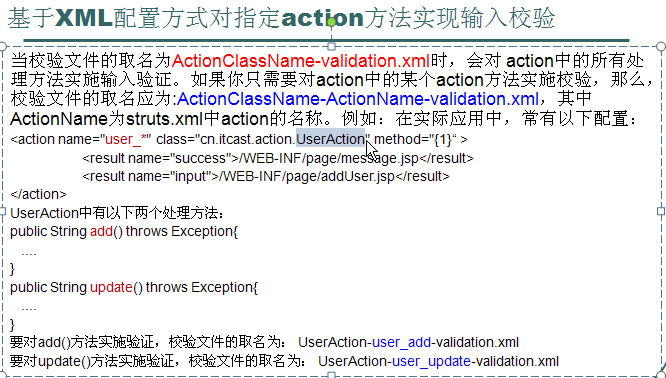 基于XML配置方式对指定action方法实现输入校验
当校验文件的取名为ActionClassName-validation.xml时，会对 action中的所有处
理方法实施输入验证。如果你只需要对action中的某个action方法实施校验，那么，
校验文件的取名应为:ActionClassName-ActionName-validation.xml，其中
ActionName为struts.xml中action的名称。例如：在实际应用中，常有以下配置：
<action name="user_*" class="cn.itcast.action.UserAction" method="{1}“ >
<result name="success">/WEB-INF/page/message.jsp</result>
<result name="input">/WEB-INF/page/addUser.jsp</result>
</action>
UserAction中有以下两个处理方法：
public String add() throws Exception{
....
}
public String update() throws Exception{
....
}
要对add()方法实施验证，校验文件的取名为： UserAction-user_add-validation.xml
要对update()方法实施验证，校验文件的取名为： UserAction-user_update-validation.xml